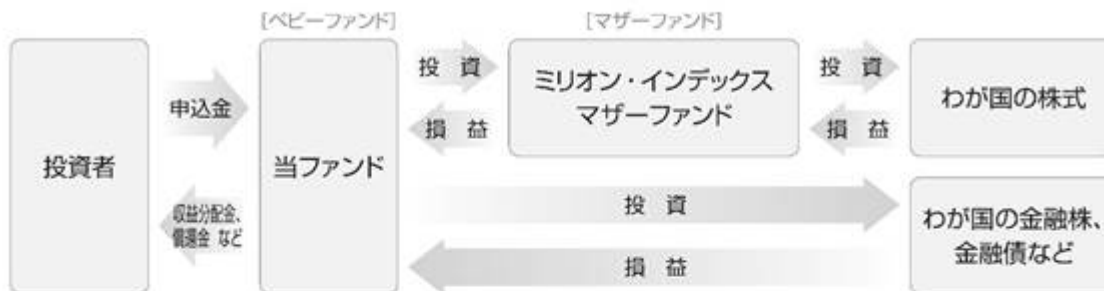 [ベビーファンド]
[マザーファンド]
投資者
申込金
収益分配金、
償還金 など
当ファンド
投 資
損 益
ミリオン・インデックス
マザーファンド
投 資
損 益
わが国の株式
投 資
損 益
わが国の金融株、
金融債など